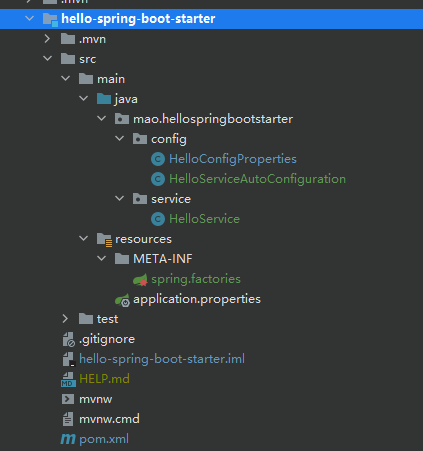 .mvn
hello-spring-boot-starter
.mvn
src
main
java
mao.hellospringbootstarter
config
HelloConfigProperties
HelloServiceAutoConfiguration
service
HelloService
resources
META-INF
spring.factories
application.properties
test
.gitignore
hello-spring-boot-starter.iml
HELP.md
mvnw
mvnw.cmd
pom.xml